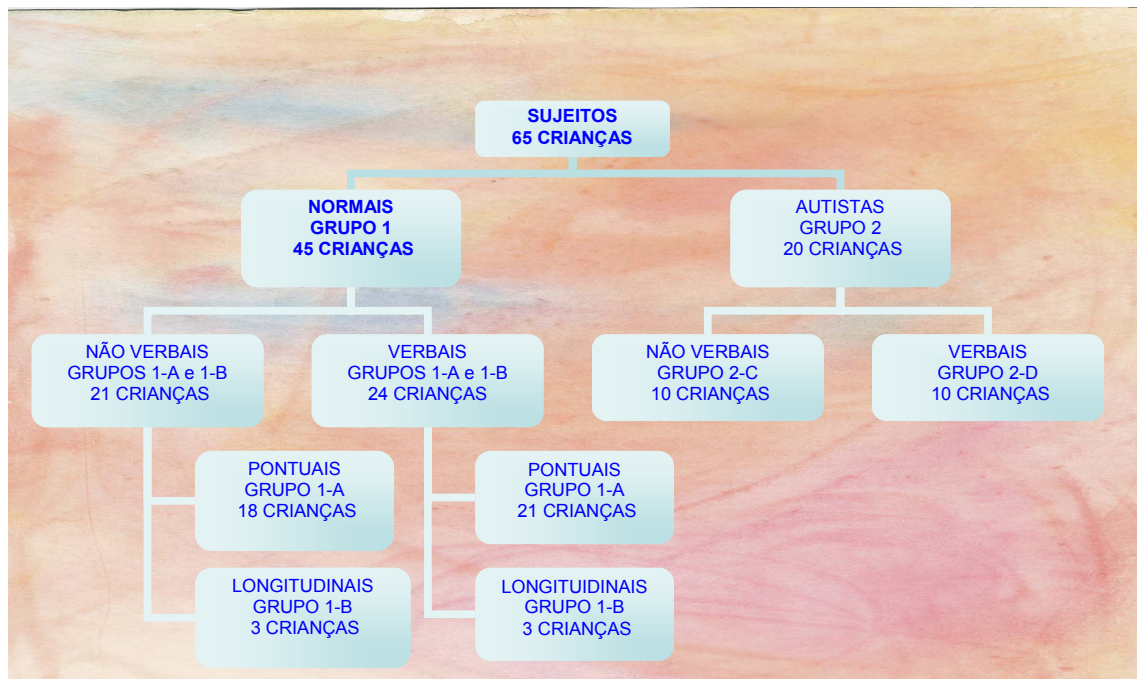 SUJEITOS
65 CRIANÇAS
NORMAIS
GRUPO 1
45 CRIANÇAS
AUTISTAS
GRUPO 2
20 CRIANÇAS
NÃO VERBAIS
GRUPOS 1-A e 1-B
21 CRIANÇAS
VERBAIS
GRUPOS 1-A e 1-B
24 CRIANÇAS
NÃO VERBAIS
GRUPO 2-C
10 CRIANÇAS
VERBAIS
GRUPO 2-D
10 CRIANÇAS
PONTUAIS
GRUPO 1-A
18 CRIANÇAS
PONTUAIS
GRUPO 1-A
21 CRIANÇAS
LONGITUDINAIS
GRUPO 1-B
3 CRIANÇAS
LONGITUIDINAIS
GRUPO 1-B
3 CRIANÇAS